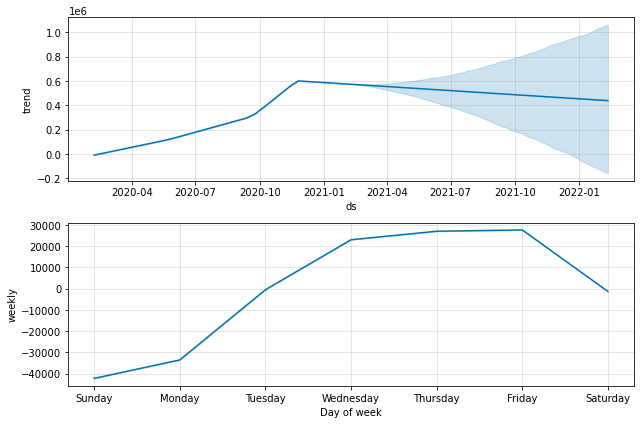 1e6
1.0
0.8
0.6
0.4
0.2
0.0
−0.2
trend
2020-04 2020-07 2020-10 2021-01 2021-04 2021-07 2021-10 2022-01
ds
30000
20000
10000
0
−10000
−20000
−30000
−40000
weekly
Sunday Monday Tuesday Wednesday Thursday Friday Saturday
Day of week